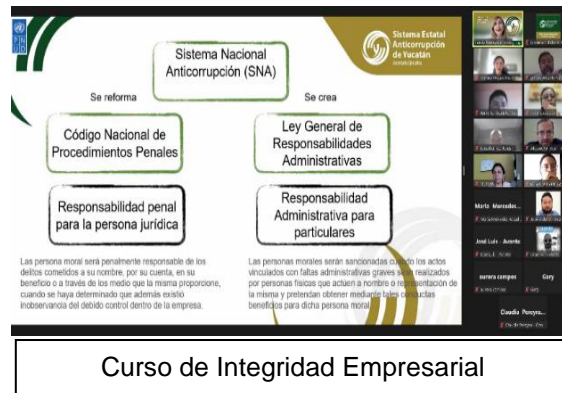 Sistema Estatal
Anticorrupción
de Yucatán
Sistema Nacional
Anticorrupción (SNA)
Se reforma
Se crea
Código Nacional de
Procedimientos Penales
Ley General de
Responsabilidades
Administrativas
Responsabilidad penal
para la persona jurídica
Responsabilidad
Administrativa para
particulares
Las persona moral será penalmente responsable de los
delitos cometidos a su nombre, por su cuenta, en su
beneficio o a través de los medio que la misma proporcione,
cuando se haya determinado que además existió
inobservancia del debido control dentro de la empresa.
Las personas morales serán sancionadas cuando los actos
vinculados con faltas administrativas graves sean realizados
por personas físicas que actuen a nombre o representación de
la misma y pretendan obtener mediante tales conductas
beneficios para dicha persona moral.
María Mercedes...
José Luis - Acente
aurora campos
Gary
Claudia Pereyra...
Curso de Integridad Empresarial